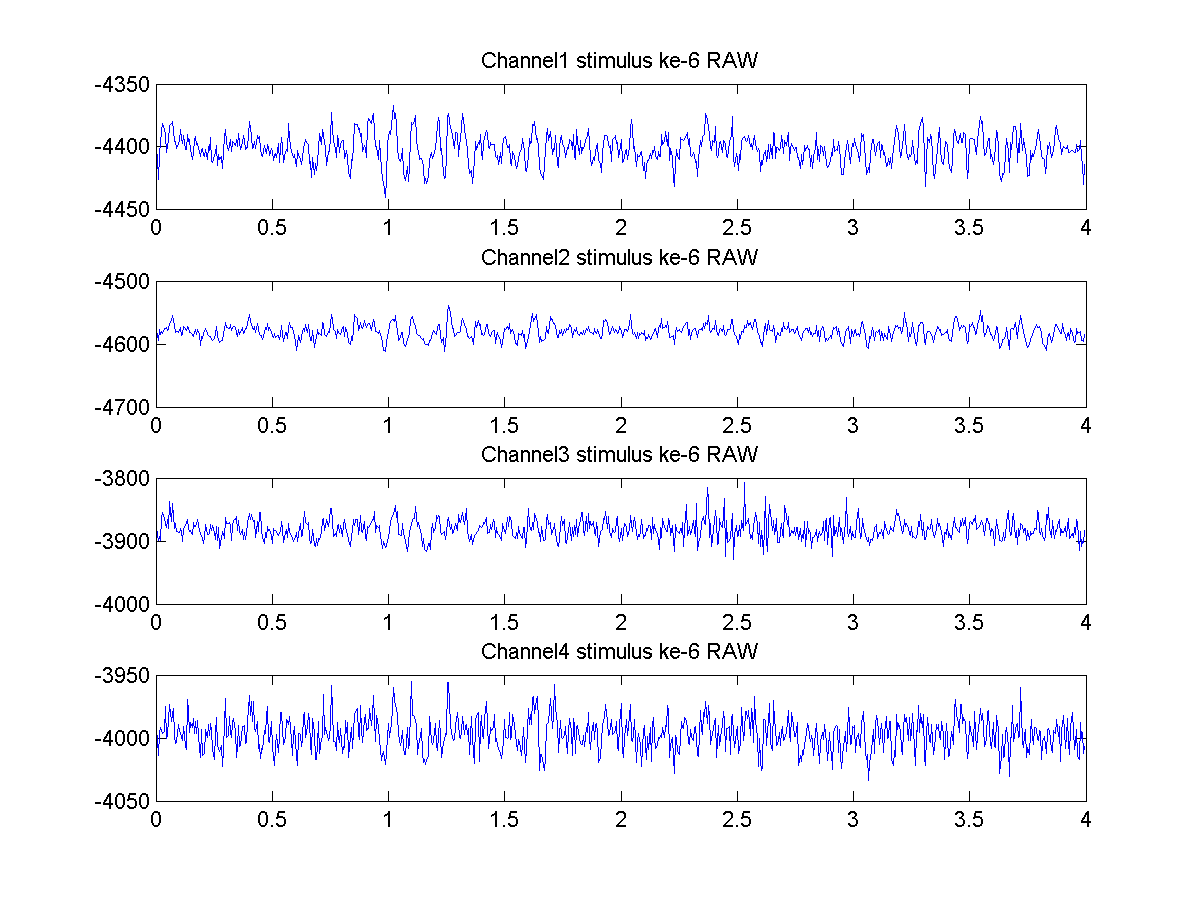 Channel1 stimulus ke-6 RAW
-4350
-4400
-4450
0 0.5 1 1.5 2 2.5 3 3.5 4
Channel2 stimulus ke-6 RAW
-4500
-4600
-4700
0 0.5 1 1.5 2 2.5 3 3.5 4
Channel3 stimulus ke-6 RAW
-3800
-3900
-4000
0 0.5 1 1.5 2 2.5 3 3.5 4
Channel4 stimulus ke-6 RAW
-3950
-4000
-4050
0 0.5 1 1.5 2 2.5 3 3.5 4